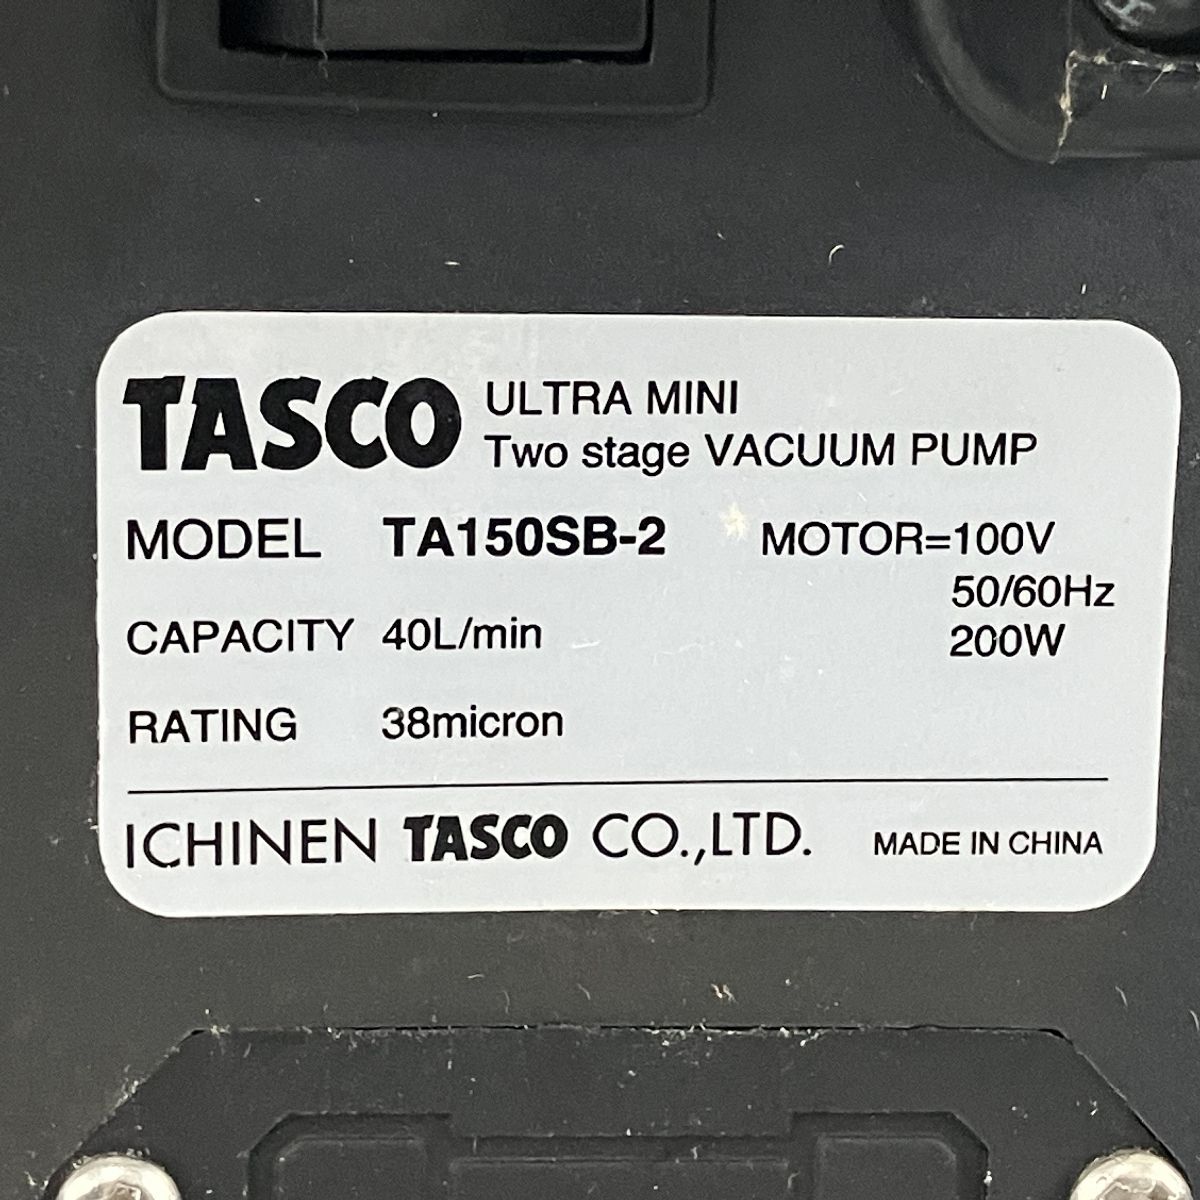 TASCO ULTRA MINI
Two stage VACUUM PUMP
MODEL TA150SB-2 MOTOR=100V
50/60Hz
CAPACITY 40L/min 200W
RATING 38micron
ICHINEN TASCO CO.,LTD. MADE IN CHINA